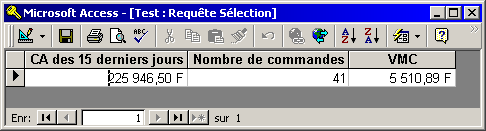 Microsoft Access - [Test : Requête Sélection]
CA des 15 derniers jours Nombre de commandes VMC
225 946,50 F 41 5 510,89 F
Enr: 1 sur 1